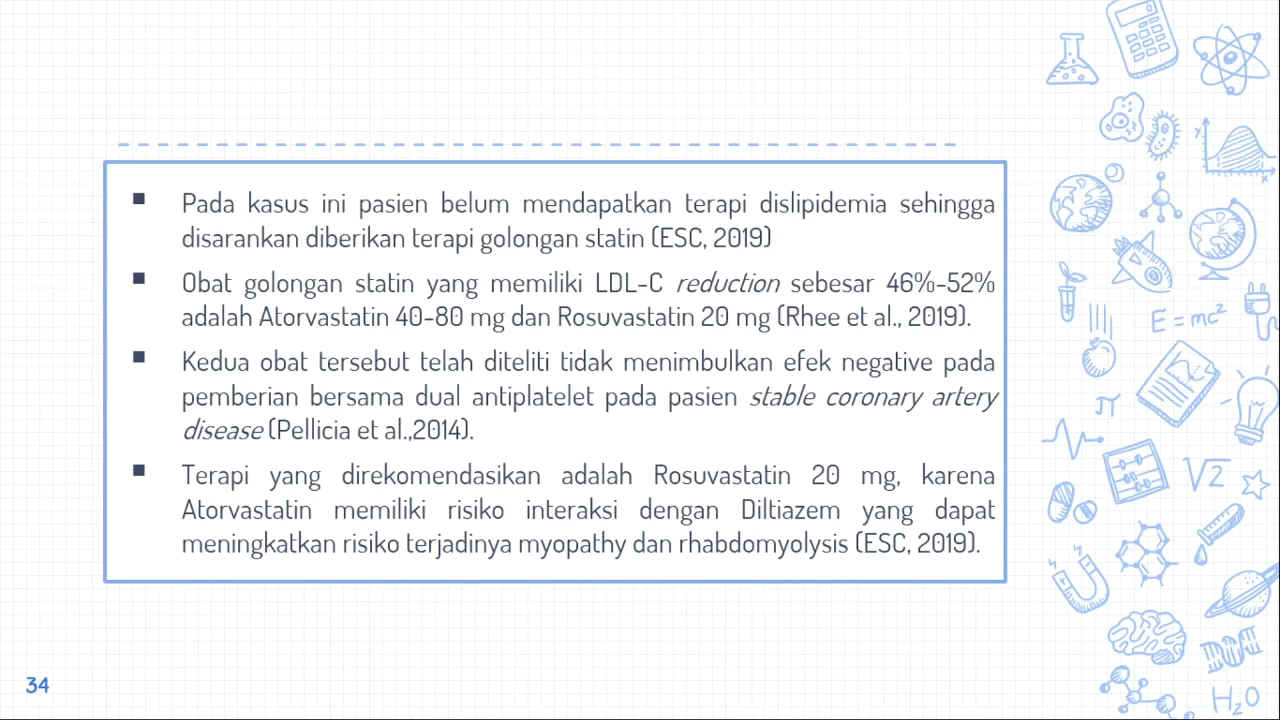 ▪ Pada kasus ini pasien belum mendapatkan terapi dislipidemia sehingga
disarankan diberikan terapi golongan statin (ESC, 2019)
▪ Obat golongan statin yang memiliki LDL-C reduction sebesar 46%-52%
adalah Atorvastatin 40-80 mg dan Rosuvastatin 20 mg (Rhee et al., 2019).
▪ Kedua obat tersebut telah diteliti tidak menimbulkan efek negative pada
pemberian bersama dual antiplatelet pada pasien stable coronary artery
disease (Pellicia et al.,2014).
▪ Terapi yang direkomendasikan adalah Rosuvastatin 20 mg, karena
Atorvastatin memiliki risiko interaksi dengan Diltiazem yang dapat
meningkatkan risiko terjadinya myopathy dan rhabdomyolysis (ESC, 2019).
34
y
x
E = mc²
π
√2
H₂O